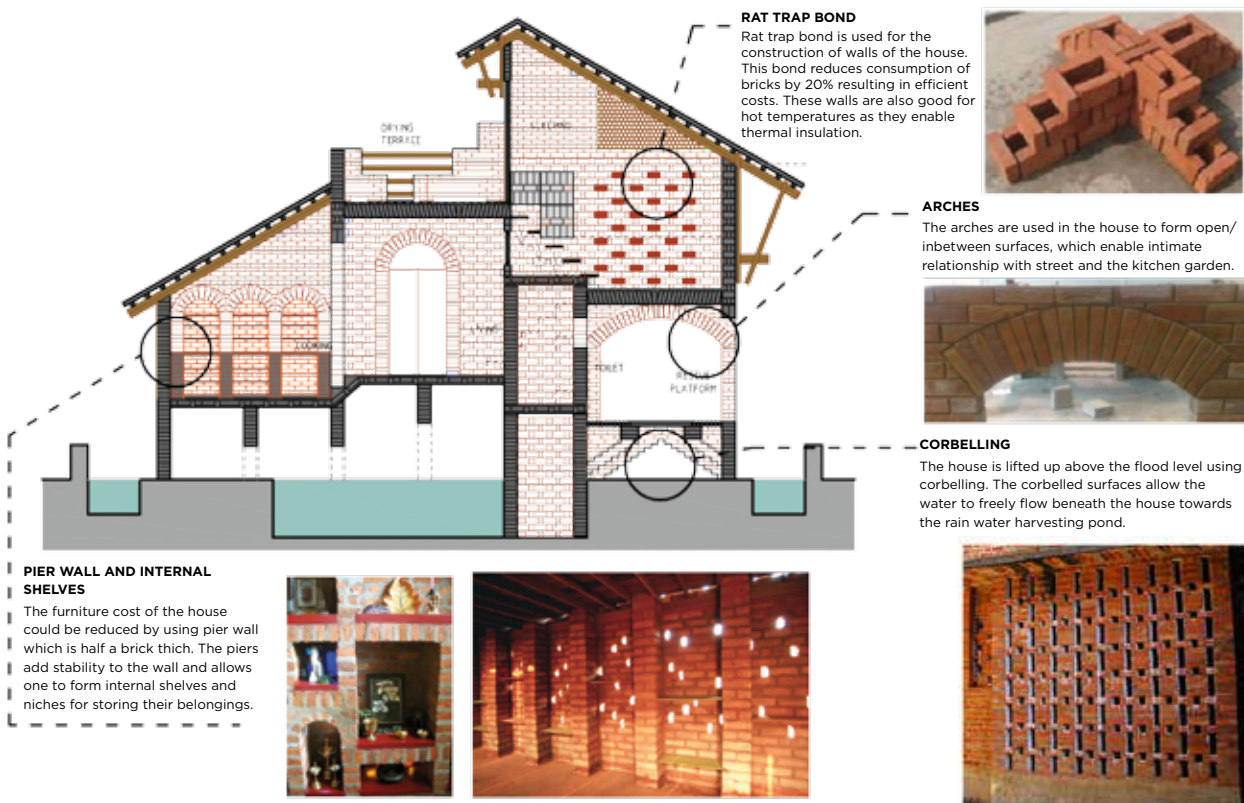 RAT TRAP BOND
Rat trap bond is used for the
construction of walls of the house.
This bond reduces consumption of
bricks by 20% resulting in efficient
costs. These walls are also good for
hot temperatures as they enable
thermal insulation.
ARCHES
The arches are used in the house to form open/
inbetween surfaces, which enable intimate
relationship with street and the kitchen garden.
CORBELLING
The house is lifted up above the flood level using
corbelling. The corbelled surfaces allow the
water to freely flow beneath the house towards
the rain water harvesting pond.
DRYING
TERRACE
COOKING
LIVING
TOILET
PLATFORM
PIER WALL AND INTERNAL
SHELVES
The furniture cost of the house
could be reduced by using pier wall
which is half a brick thich. The piers
add stability to the wall and allows
one to form internal shelves and
niches for storing their belongings.